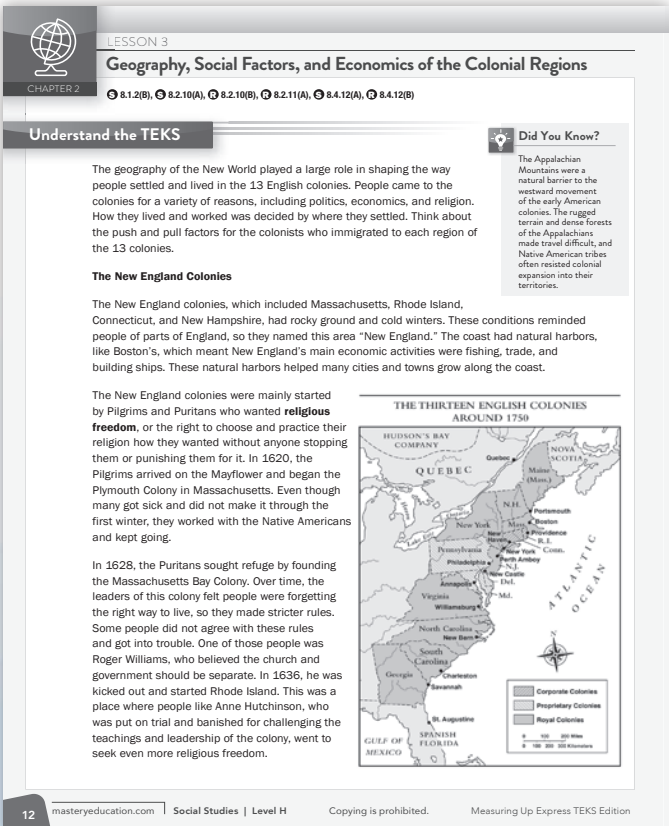 LESSON 3
Geography, Social Factors, and Economics of the Colonial Regions
CHAPTER 2
S 8.1.2(B), S 8.2.10(A), R 8.2.10(B), R 8.2.11(A), S 8.4.12(A), R 8.4.12(B)
Understand the TEKS
The geography of the New World played a large role in shaping the way
people settled and lived in the 13 English colonies. People came to the
colonies for a variety of reasons, including politics, economics, and religion.
How they lived and worked was decided by where they settled. Think about
the push and pull factors for the colonists who immigrated to each region of
the 13 colonies.
Did You Know?
The Appalachian
Mountains were a
natural barrier to the
westward movement
of the early American
colonies. The rugged
terrain and dense forests
of the Appalachians
made travel difficult, and
Native American tribes
often resisted colonial
expansion into their
territories.
The New England Colonies
The New England colonies, which included Massachusetts, Rhode Island,
Connecticut, and New Hampshire, had rocky ground and cold winters. These conditions reminded
people of parts of England, so they named this area “New England.” The coast had natural harbors,
like Boston’s, which meant New England’s main economic activities were fishing, trade, and
building ships. These natural harbors helped many cities and towns grow along the coast.
The New England colonies were mainly started
by Pilgrims and Puritans who wanted religious
freedom, or the right to choose and practice their
religion how they wanted without anyone stopping
them or punishing them for it. In 1620, the
Pilgrims arrived on the Mayflower and began the
Plymouth Colony in Massachusetts. Even though
many got sick and did not make it through the
first winter, they worked with the Native Americans
and kept going.
In 1628, the Puritans sought refuge by founding
the Massachusetts Bay Colony. Over time, the
leaders of this colony felt people were forgetting
the right way to live, so they made stricter rules.
Some people did not agree with these rules
and got into trouble. One of those people was
Roger Williams, who believed the church and
government should be separate. In 1636, he was
kicked out and started Rhode Island. This was a
place where people like Anne Hutchinson, who
was put on trial and banished for challenging the
teachings and leadership of the colony, went to
seek even more religious freedom.
THE THIRTEEN ENGLISH COLONIES
AROUND 1750
HUDSON'S BAY
COMPANY
NOVA
SCOTIA
Quebec
QUEBEC
Maine
(Mass.)
N.H.
Portsmouth
Boston
Mass.
Providence
R.I.
Conn.
New York
New
Haven
Ontario
Lake Erie
Pennsylvania
New York
Perth Amboy
N.J.
Philadelphia
New Castle
Del.
Annapolis
Md.
Virginia
Williamsburg
North Carolina
New Bern
South
Carolina
Georgia
Charleston
Savannah
St. Augustine
SPANISH
FLORIDA
GULF OF
MEXICO
ATLANTIC
OCEAN
N
Corporate Colonies
Proprietary Colonies
Royal Colonies
0 100 200 Miles
0 100 200 300 Kilometers
12
masteryeducation.com
Social Studies | Level H
Copying is prohibited.
Measuring Up Express TEKS Edition